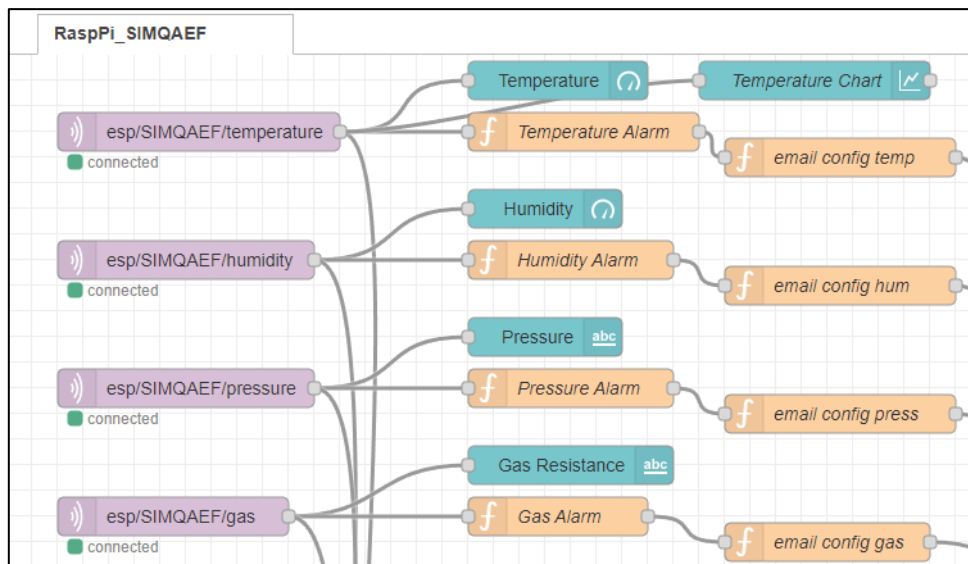 RaspPi_SIMQAEF
Temperature
Temperature Chart
esp/SIMQAEF/temperature
Temperature Alarm
connected
email config temp
Humidity
esp/SIMQAEF/humidity
Humidity Alarm
connected
email config hum
Pressure abc
esp/SIMQAEF/pressure
Pressure Alarm
connected
email config press
Gas Resistance abc
esp/SIMQAEF/gas
Gas Alarm
connected
email config gas